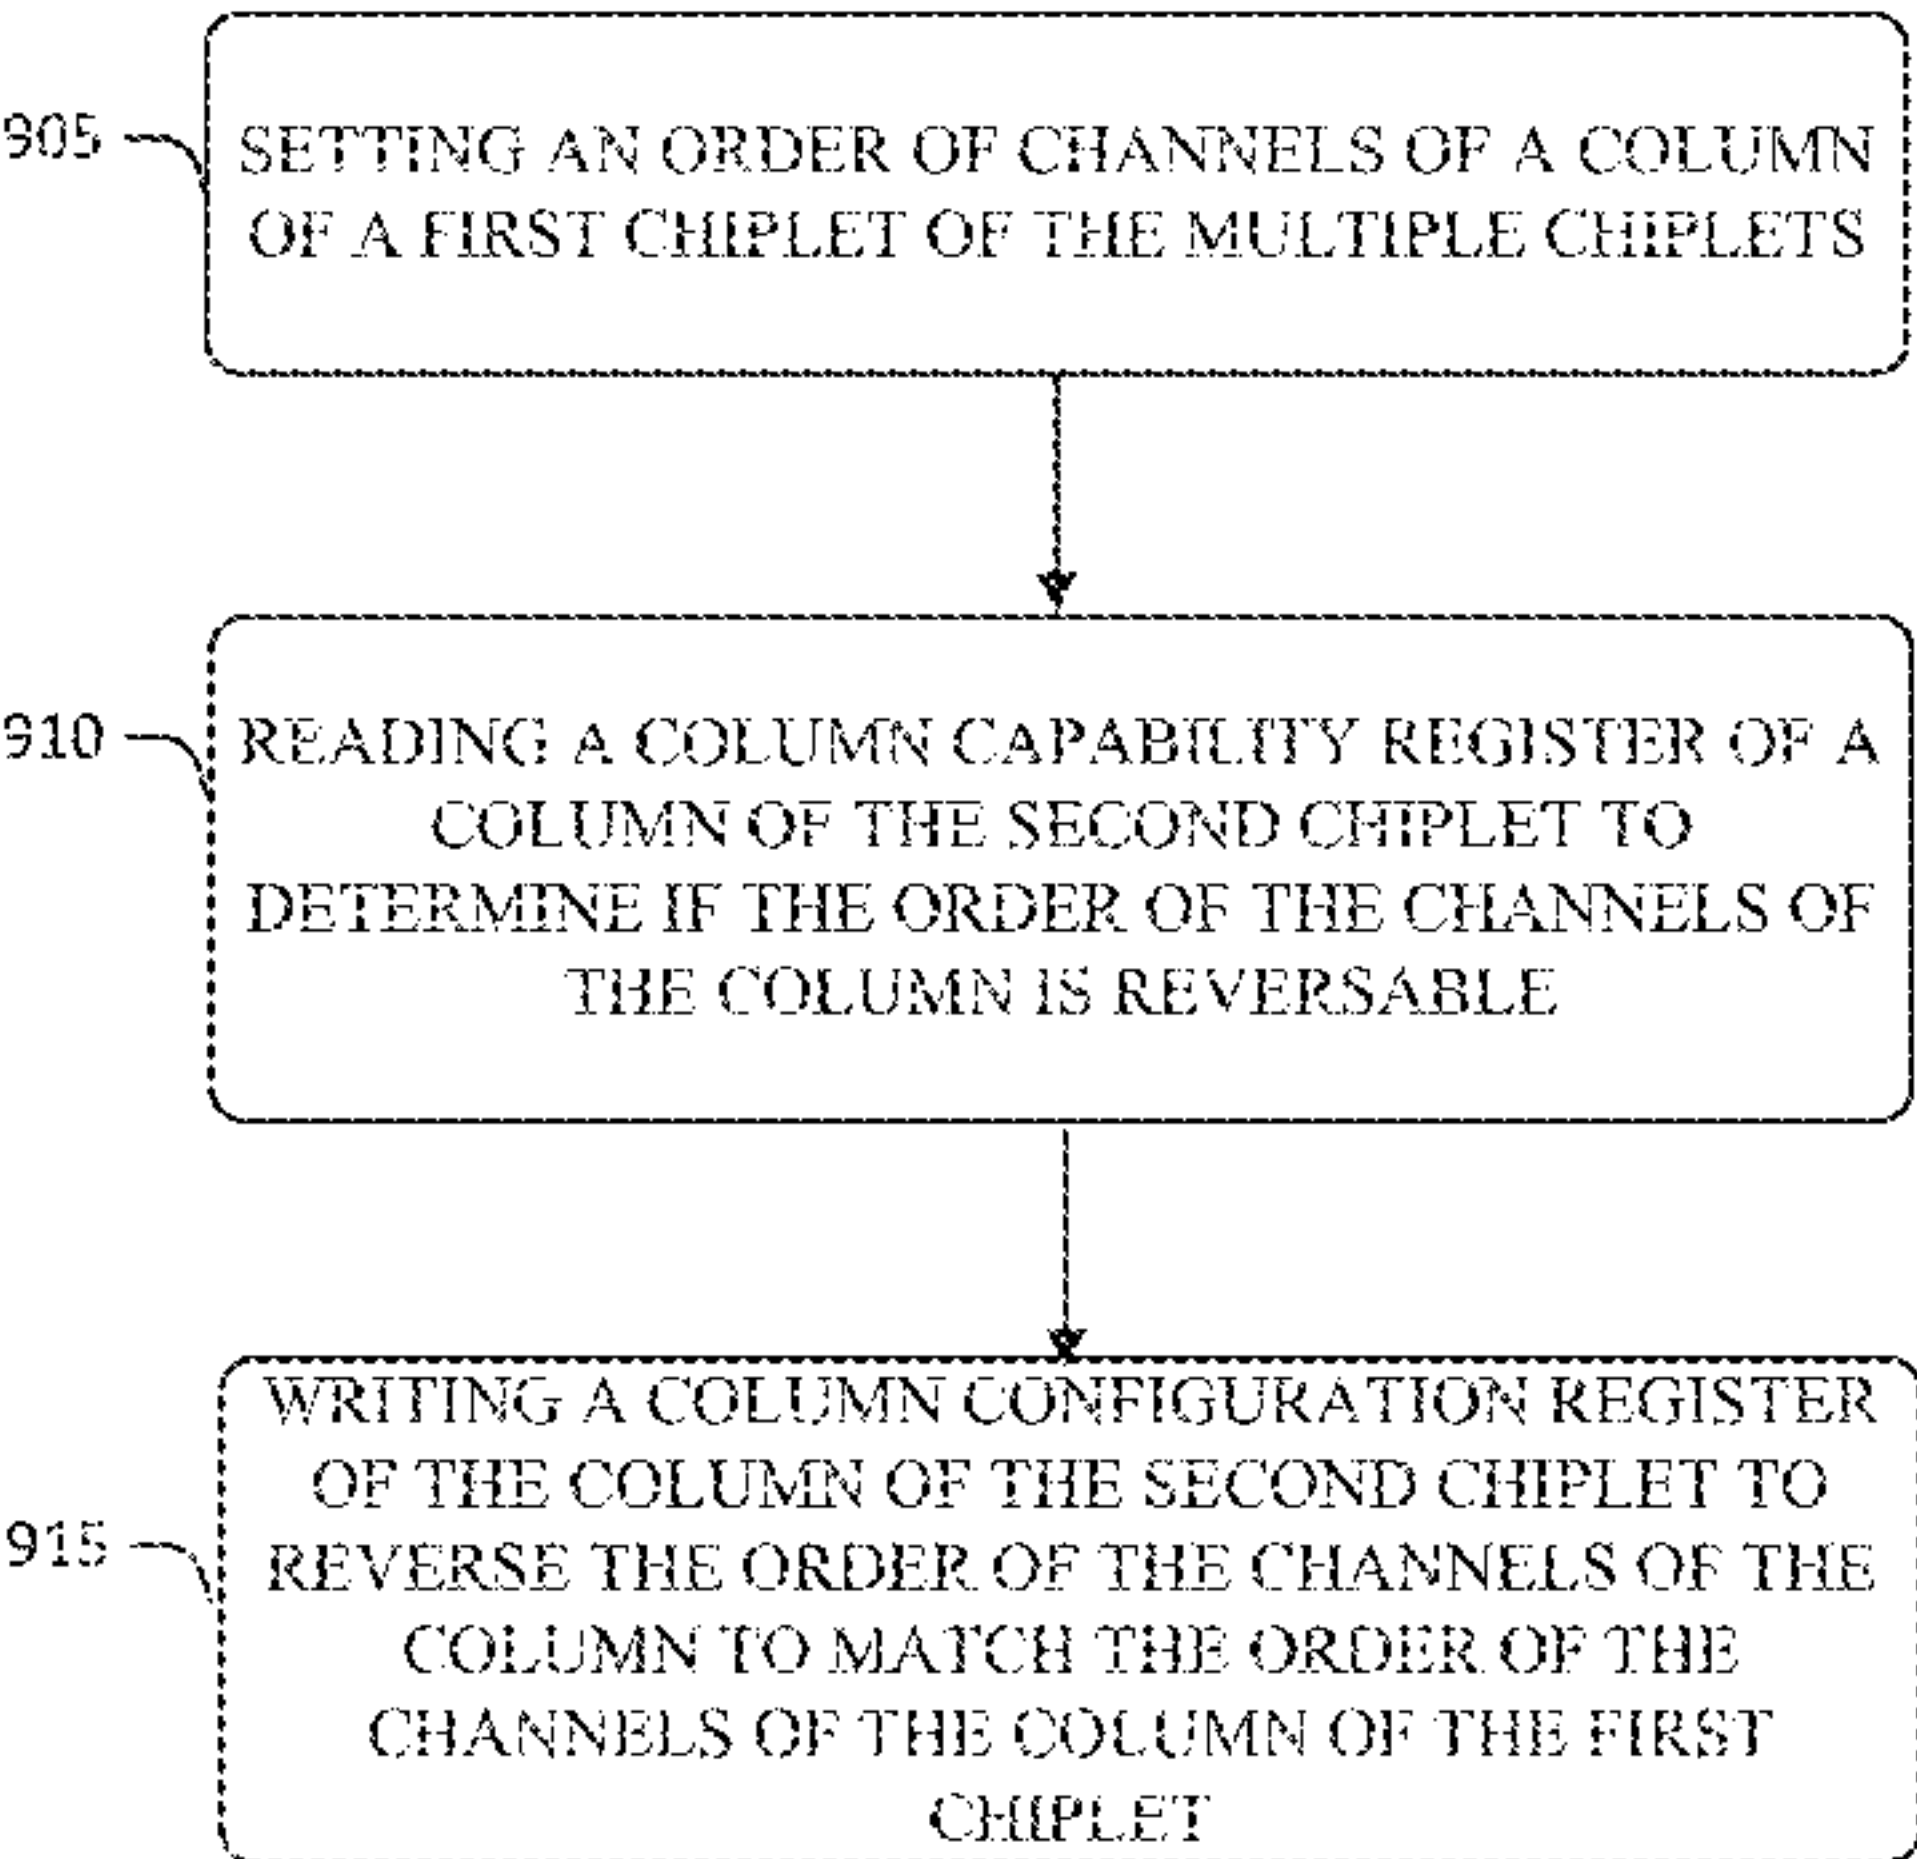 905
SETTING AN ORDER OF CHANNELS OF A COLUMN
OF A FIRST CHIPLET OF THE MULTIPLE CHIPLETS
910
READING A COLUMN CAPABILITY REGISTER OF A
COLUMN OF THE SECOND CHIPLET TO
DETERMINE IF THE ORDER OF THE CHANNELS OF
THE COLUMN IS REVERSABLE
915
WRITING A COLUMN CONFIGURATION REGISTER
OF THE COLUMN OF THE SECOND CHIPLET TO
REVERSE THE ORDER OF THE CHANNELS OF THE
COLUMN TO MATCH THE ORDER OF THE
CHANNELS OF THE COLUMN OF THE FIRST
CHIPLET